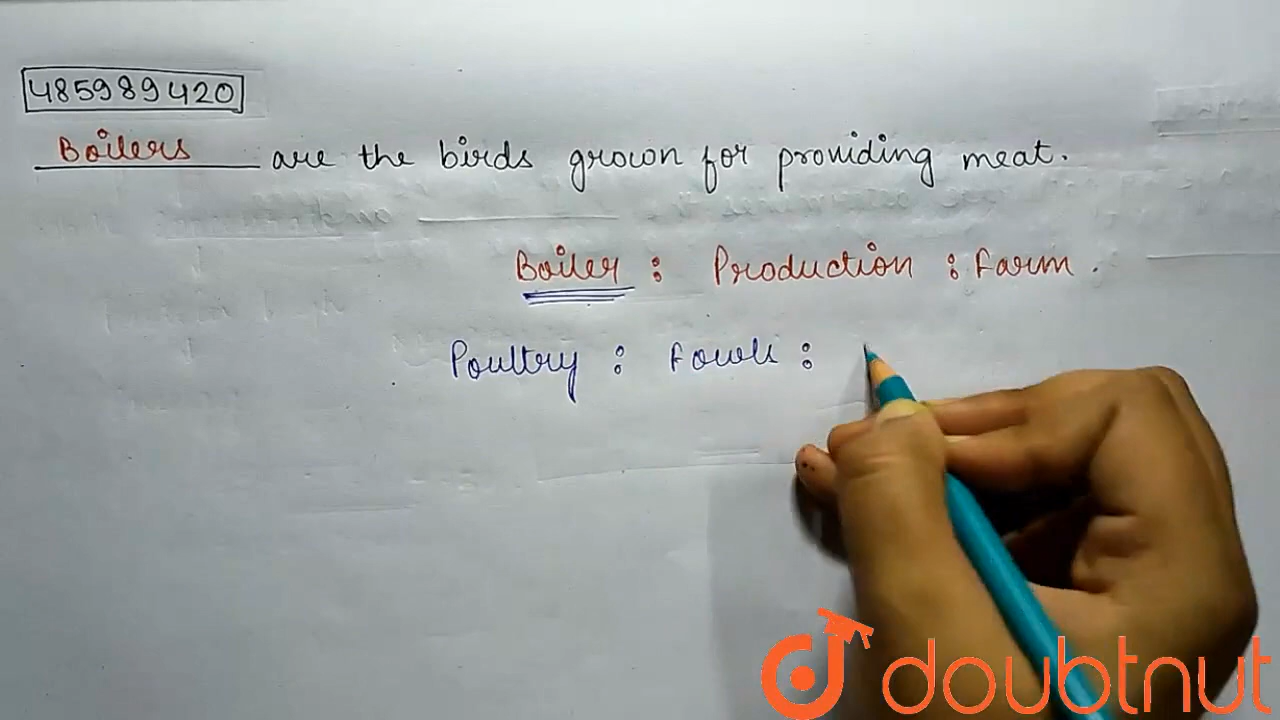 485989420
Boilers are the birds grown for providing meat.
Boiler : Production : Farm.
Poultry : Fowls :
doubtnut